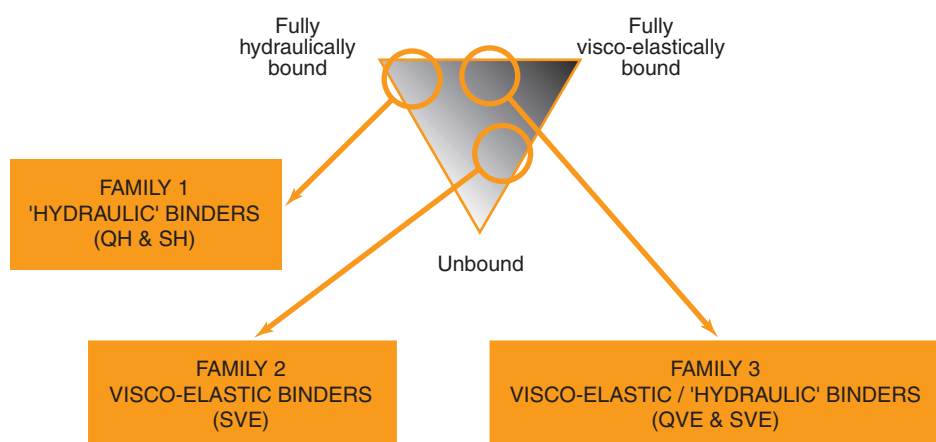 Fully
hydraulically
bound
Fully
visco-elastically
bound
Unbound
FAMILY 1
'HYDRAULIC' BINDERS
(QH & SH)
FAMILY 2
VISCO-ELASTIC BINDERS
(SVE)
FAMILY 3
VISCO-ELASTIC / 'HYDRAULIC' BINDERS
(QVE & SVE)